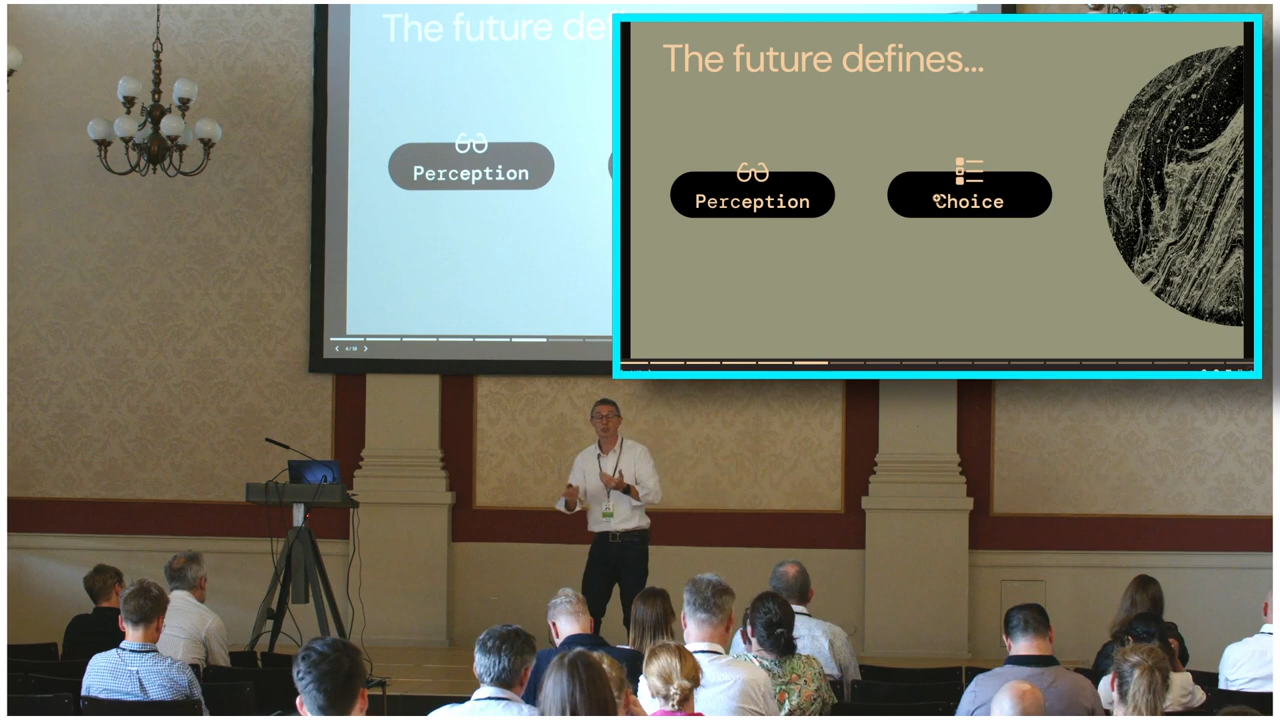 The future def
Perception
The future defines...
Perception
Choice